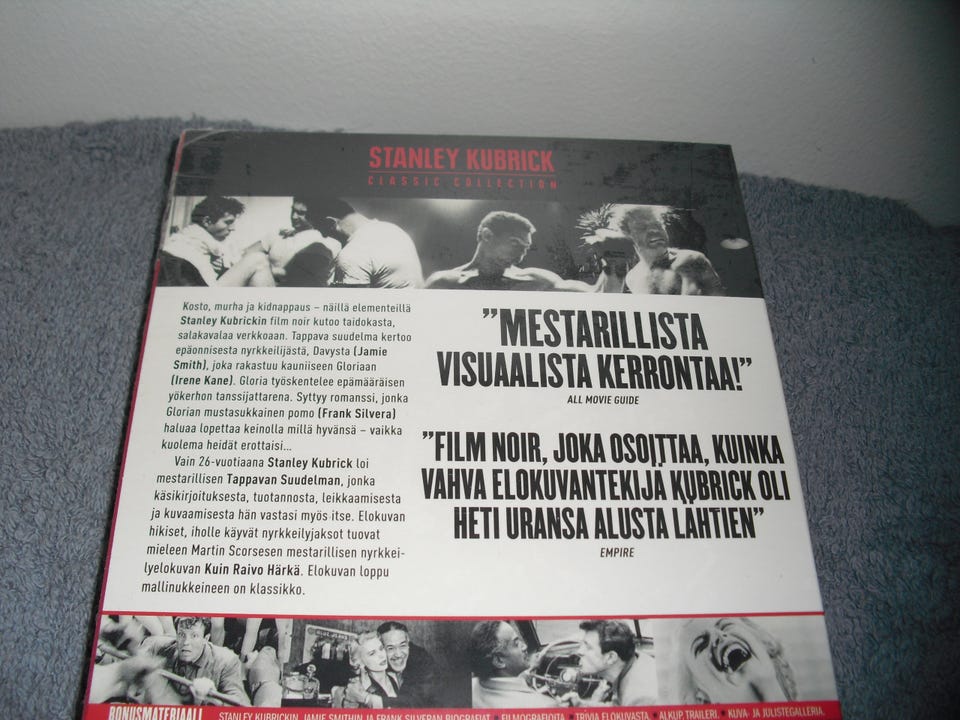 STANLEY KUBRICK
CLASSIC COLLECTION
Kosto, murha ja kidnappaus – näillä elementeillä
Stanley Kubrickin film noir kutoo taidokasta,
salakavalaa verkkoaan. Tappava suudelma kertoo
epäonnisesta nyrkkeilijästä, Davysta (Jamie
Smith), joka rakastuu kauniiseen Gloriaan
(Irene Kane). Gloria työskentelee epämääräisen
yökerhon tanssijattarena. Syttyy romanssi, jonka
Glorian mustasukkainen pomo (Frank Silvera)
haluaa lopettaa keinolla millä hyvänsä – vaikka
kuolema heidät erottaisi...
Vain 26-vuotiaana Stanley Kubrick loi
mestarillisen Tappavan Suudelman, jonka
käsikirjoituksesta, tuotannosta, leikkaamisesta
ja kuvaamisesta hän vastasi myös itse. Elokuvan
hikiset, iholle käyvät nyrkkeilyjaksot tuovat
mieleen Martin Scorsesen mestarillisen nyrkkei-
lyelokuvan Kuin Raivo Härkä. Elokuvan loppu
mallinukkeineen on klassikko.
"MESTARILLISTA
VISUAALISTA KERRONTAA!"
ALL MOVIE GUIDE
"FILM NOIR, JOKA OSOITTAA, KUINKA
VAHVA ELOKUVANTEKIJÄ KUBRICK OLI
HETI URANSA ALUSTA LÄHTIEN"
EMPIRE
BONUSMATERIAALI STANLEY KUBRICKIN, JAMIE SMITHIN JA FRANK SILVERAN BIOGRAFIAT • FILMOGRAFIOITA • TRIVIA ELOKUVASTA • ALKUP. TRAILERI • KUVA- JA JULISTEGALLERIA,